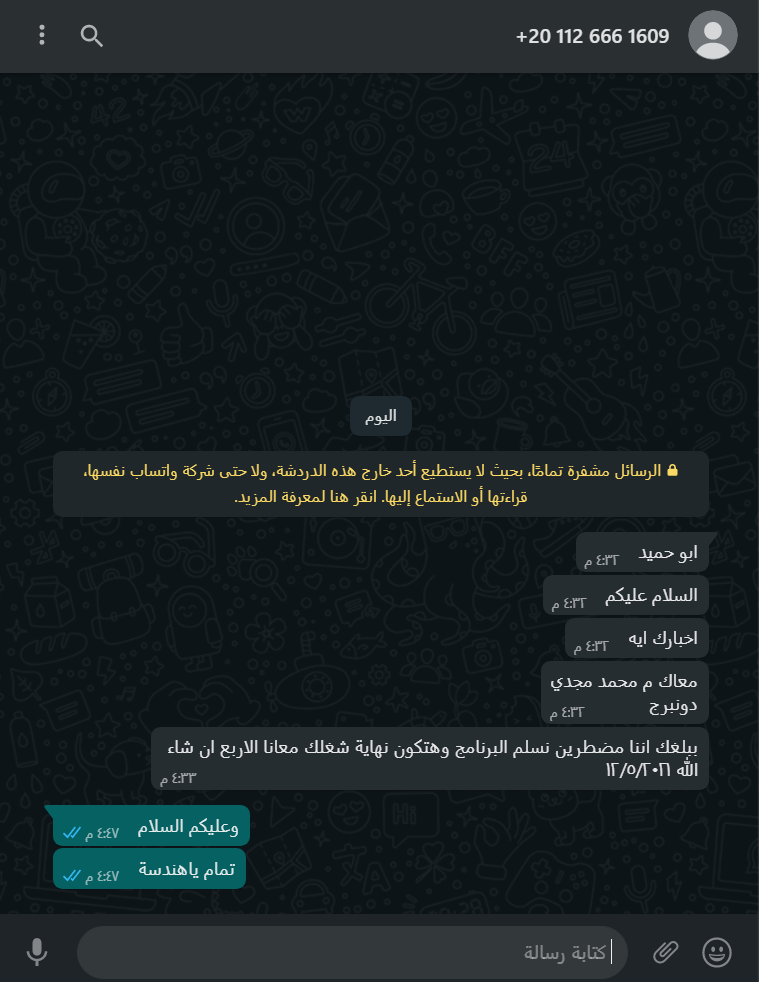 +20 112 666 1609
اليوم
الرسائل مشفرة تمامًا، بحيث لا يستطيع أحد خارج هذه الدردشة، ولا حتى شركة واتساب نفسها،
قراءتها أو الاستماع إليها. انقر هنا لمعرفة المزيد.
ابو حميد
٤:٣٢ م
السلام عليكم
٤:٣٢ م
اخبارك ايه
٤:٣٢ م
معاك م محمد مجدي
دونبرج
٤:٣٢ م
ببلغك اننا مضطرين نسلم البرنامج وهتكون نهاية شغلك معانا الاربع ان شاء
الله ١٢/٥/٢٠٢١
٤:٣٣ م
وعليكم السلام
٤:٤٧ م
تمام ياهندسة
٤:٤٧ م
كتابة رسالة